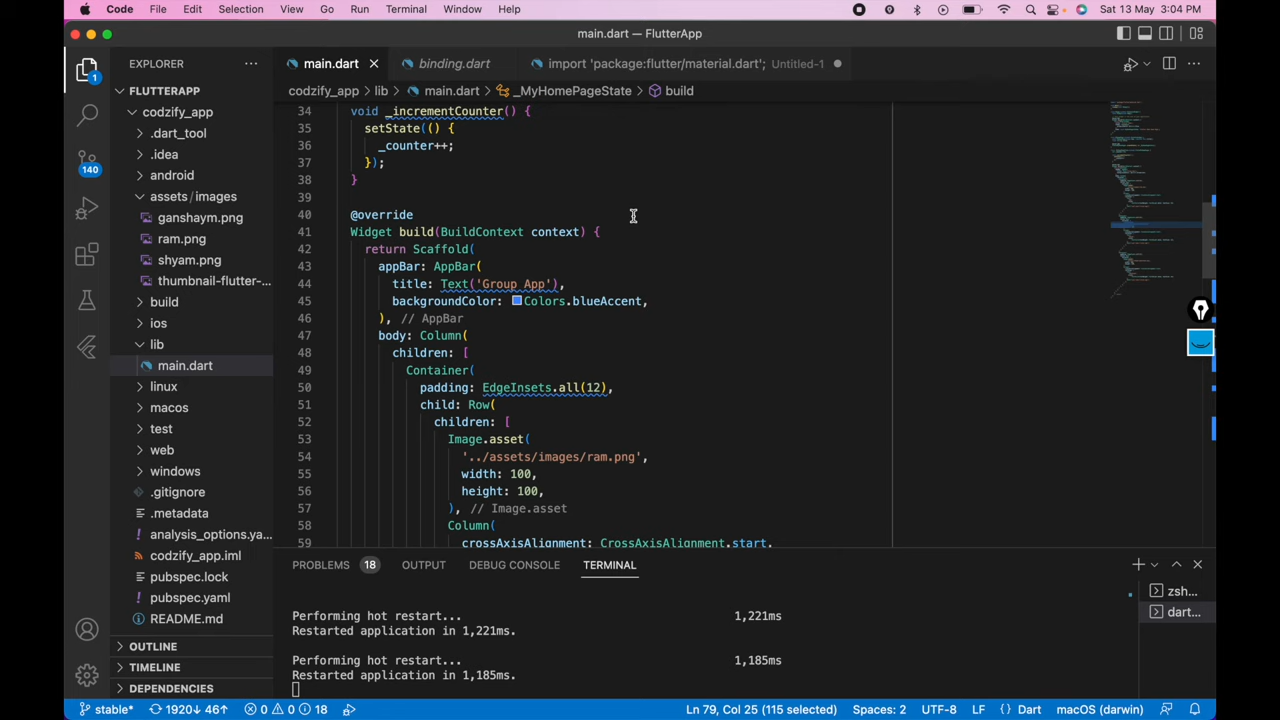 Code File Edit Selection View Go Run Terminal Window Help Sat 13 May 3:04 PM
main.dart — FlutterApp
EXPLORER
main.dart
binding.dart
import 'package:flutter/material.dart'; Untitled-1
codzify_app > lib > main.dart > _MyHomePageState > build
1
140
FLUTTERAPP
codzify_app
.dart_tool
.idea
android
assets/images
ganshaym.png
ram.png
shyam.png
thumbnail-flutter-...
build
ios
lib
main.dart
linux
macos
test
web
windows
.gitignore
.metadata
analysis_options.ya...
codzify_app.iml
pubspec.lock
pubspec.yaml
README.md
OUTLINE
TIMELINE
DEPENDENCIES
34 void _incrementCounter() {
35 setState(() {
36 _counter++;
37 });
38 }
39
40 @override
41 Widget build(BuildContext context) {
42 return Scaffold(
43 appBar: AppBar(
44 title: Text('Group App'),
45 backgroundColor: Colors.blueAccent,
46 ), // AppBar
47 body: Column(
48 children: [
49 Container(
50 padding: EdgeInsets.all(12),
51 child: Row(
52 children: [
53 Image.asset(
54 '../assets/images/ram.png',
55 width: 100,
56 height: 100,
57 ), // Image.asset
58 Column(
59 crossAxisAlignment: CrossAxisAlignment.start,
PROBLEMS 18 OUTPUT DEBUG CONSOLE TERMINAL
Performing hot restart... 1,221ms
Restarted application in 1,221ms.
Performing hot restart... 1,185ms
Restarted application in 1,185ms.
zsh...
dart...
stable* 1920↓ 46↑ 0 0 18 Ln 79, Col 25 (115 selected) Spaces: 2 UTF-8 LF {} Dart macOS (darwin)